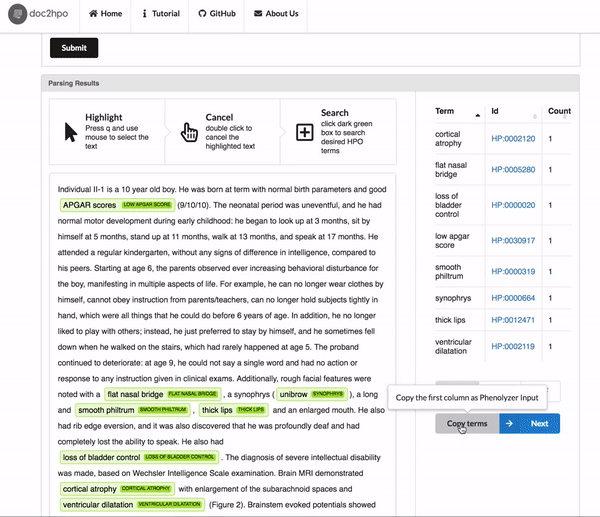 doc2hpo Home Tutorial GitHub About Us
Submit
Parsing Results
Highlight
Press q and use
mouse to select the
text
Cancel
double click to
cancel the
highlighted text
Search
click dark green
box to search
desired HPO
terms
Individual II-1 is a 10 year old boy. He was born at term with normal birth parameters and good
APGAR scores LOW APGAR SCORE (9/10/10). The neonatal period was uneventful, and he had
normal motor development during early childhood: he began to look up at 3 months, sit by
himself at 5 months, stand up at 11 months, walk at 13 months, and speak at 17 months. He
attended a regular kindergarten, without any signs of difference in intelligence, compared to
his peers. Starting at age 6, the parents observed ever increasing behavioral disturbance for
the boy, manifesting in multiple aspects of life. For example, he can no longer wear clothes by
himself, cannot obey instruction from parents/teachers, can no longer hold subjects tightly in
hand, which were all things that he could do before 6 years of age. In addition, he no longer
liked to play with others; instead, he just preferred to stay by himself, and he sometimes fell
down when he walked on the stairs, which had rarely happened at age 5. The proband
continued to deteriorate: at age 9, he could not say a single word and had no action or
response to any instruction given in clinical exams. Additionally, rough facial features were
noted with a flat nasal bridge FLAT NASAL BRIDGE , a synophrys ( unibrow SYNOPHRYS ), a long
and smooth philtrum SMOOTH PHILTRUM , thick lips THICK LIPS and an enlarged mouth. He also
had rib edge eversion, and it was also discovered that he was profoundly deaf and had
completely lost the ability to speak. He also had
loss of bladder control LOSS OF BLADDER CONTROL . The diagnosis of severe intellectual disability
was made, based on Wechsler Intelligence Scale examination. Brain MRI demonstrated
cortical atrophy CORTICAL ATROPHY with enlargement of the subarachnoid spaces and
ventricular dilatation VENTRICULAR DILATATION (Figure 2). Brainstem evoked potentials showed
Term Id Count
cortical
atrophy HP:0002120 1
flat nasal
bridge HP:0005280 1
loss of
bladder
control HP:0000020 1
low apgar
score HP:0030917 1
smooth
philtrum HP:0000319 1
synophrys HP:0000664 1
thick lips HP:0012471 1
ventricular
dilatation HP:0002119 1
Copy the first column as Phenolyzer Input
Copy terms Next